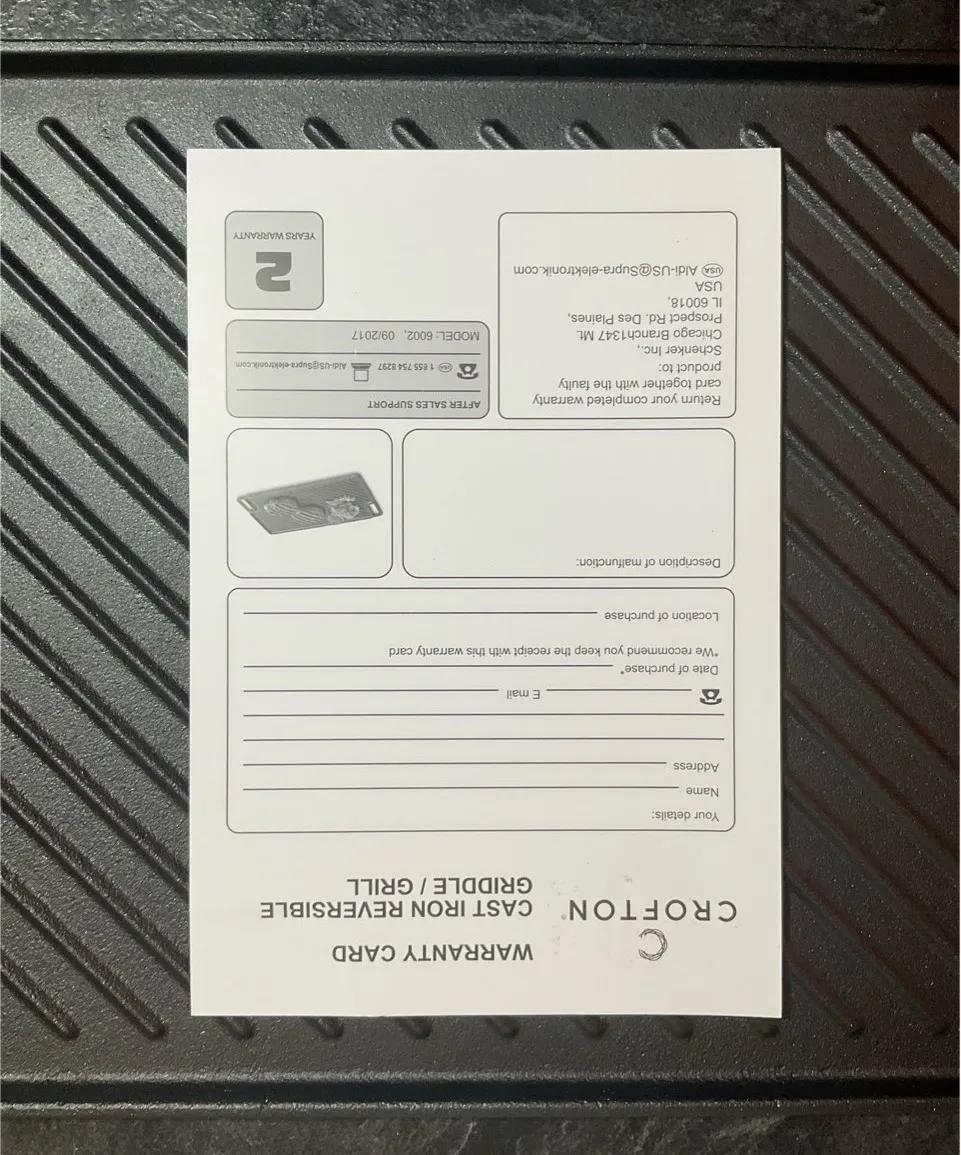 WARRANTY CARD
CROFTON®
CAST IRON REVERSIBLE
GRIDDLE / GRILL
Your details:
Name
Address
E mail
Date of purchase*
*We recommend you keep the receipt with this warranty card
Location of purchase
Description of malfunction:
Return your completed warranty
card together with the faulty
product to:
Schenker Inc.,
Chicago Branch1347 Mt.
Prospect Rd. Des Plaines,
IL 60018,
USA
USA Aldi-US@Supra-elektronik.com
AFTER SALES SUPPORT
USA 1 855 754 8297 Aldi-US@Supra-elektronik.com
MODEL: 6002, 09/2017
2
YEARS WARRANTY